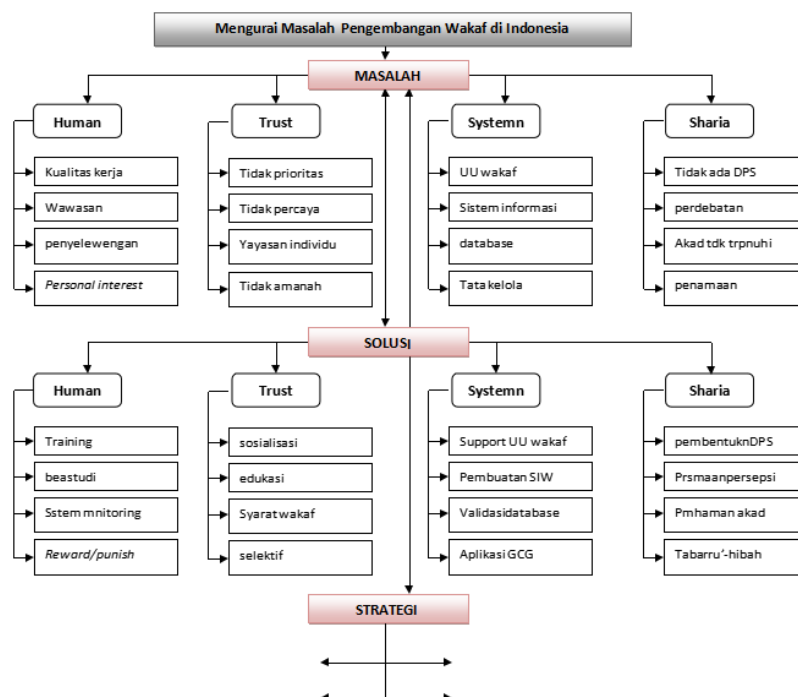 Mengurai Masalah Pengembangan Wakaf di Indonesia
MASALAH
Human
Trust
Systemn
Sharia
Kualitas kerja
Wawasan
penyelewengan
Personal interest
Tidak prioritas
Tidak percaya
Yayasan individu
Tidak amanah
UU wakaf
Sistem informasi
database
Tata kelola
Tidak ada DPS
perdebatan
Akad tdk trpnuhi
penamaan
SOLUSI
Human
Trust
Systemn
Sharia
Training
beastudi
Sstem mnitoring
Reward/punish
sosialisasi
edukasi
Syarat wakaf
selektif
Support UU wakaf
Pembuatan SIW
Validasidatabase
Aplikasi GCG
pembentuknDPS
Prsmaanpersepsi
Pmhaman akad
Tabarru’-hibah
STRATEGI